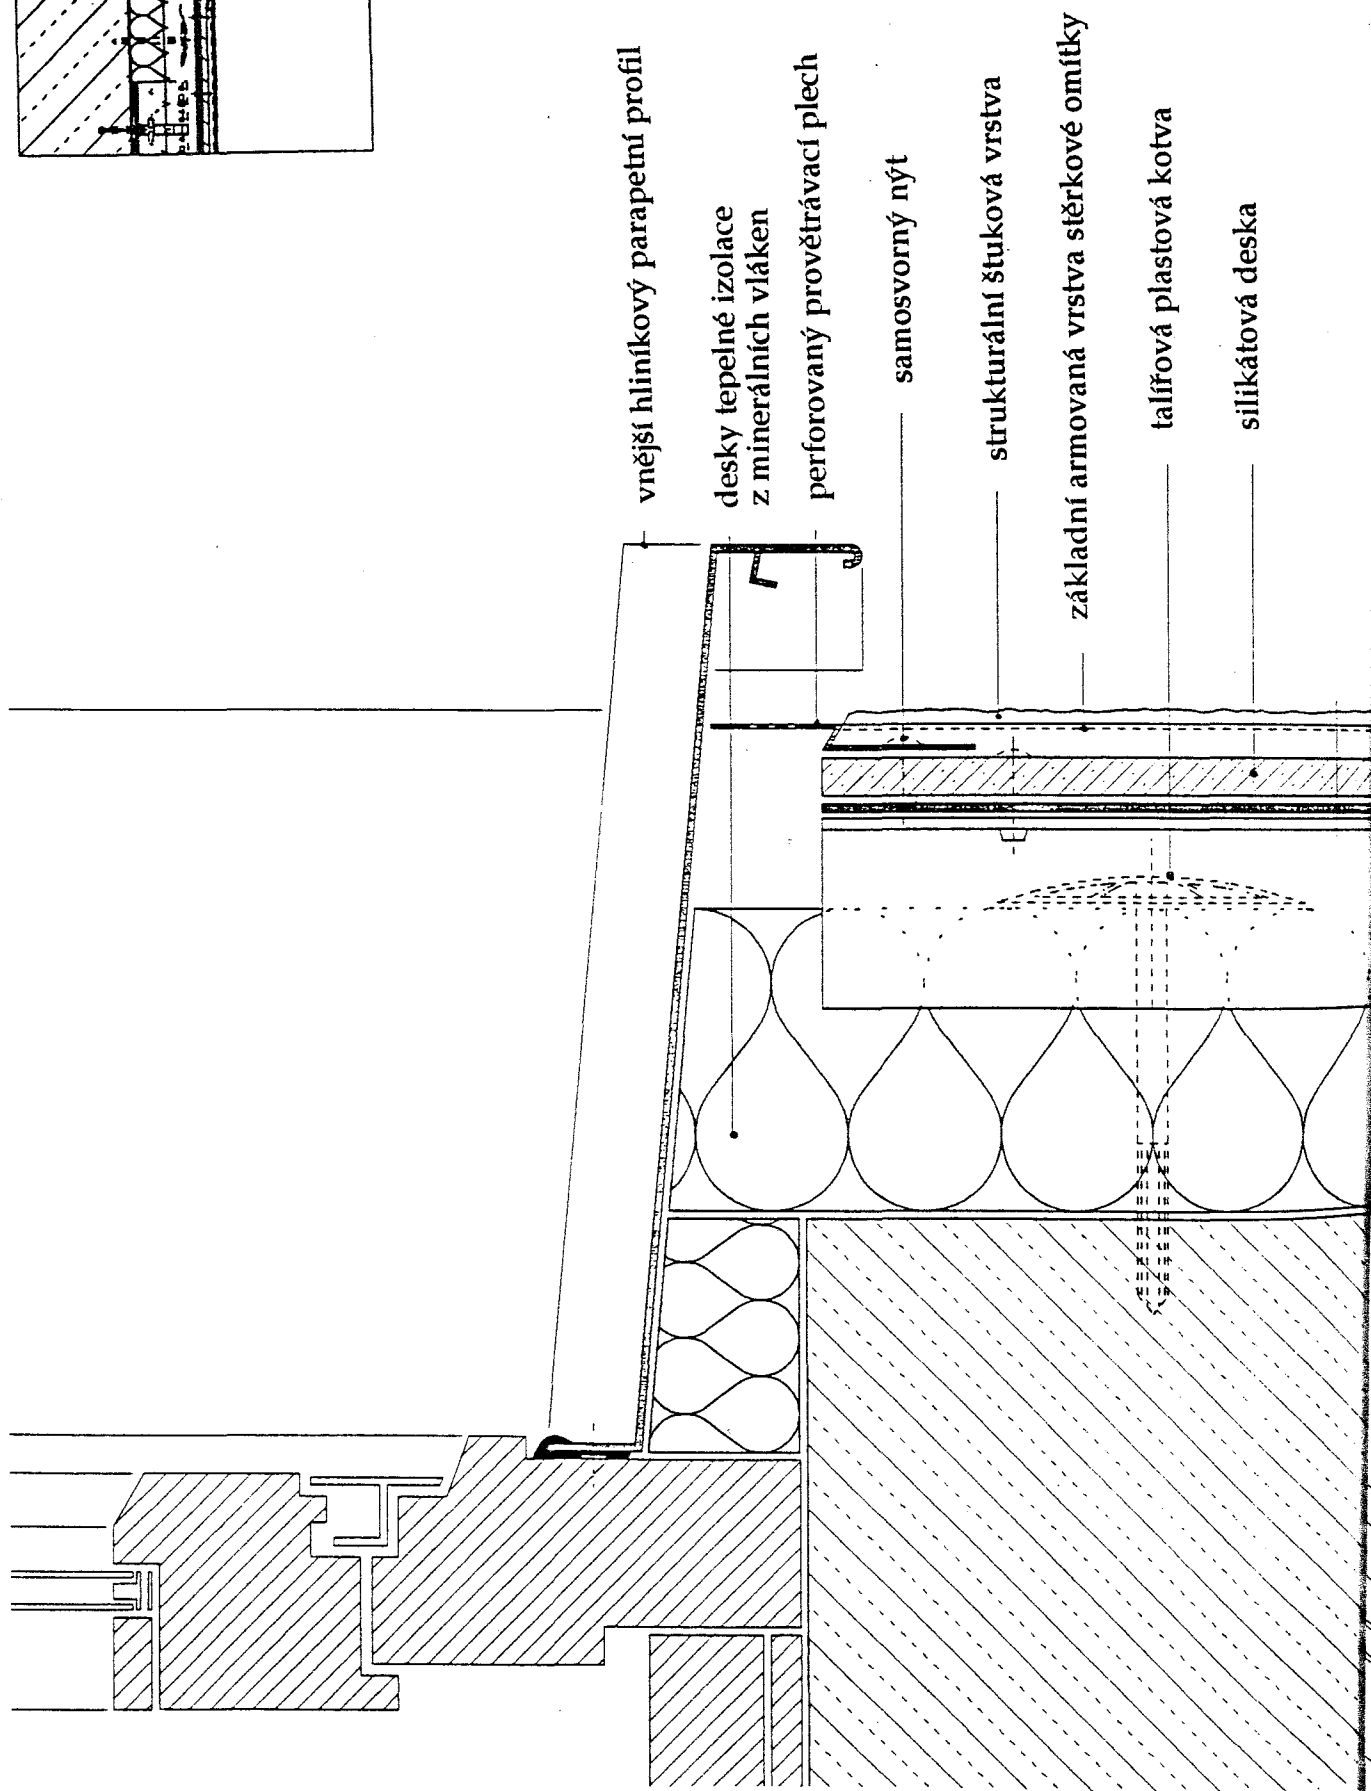 vnější hliníkový parapetní profil
desky tepelné izolace
z minerálních vláken
perforovaný provětrávací plech
samosvorný nýt
strukturální štuková vrstva
základní armovaná vrstva stěrkové omítky
talířová plastová kotva
silikátová deska